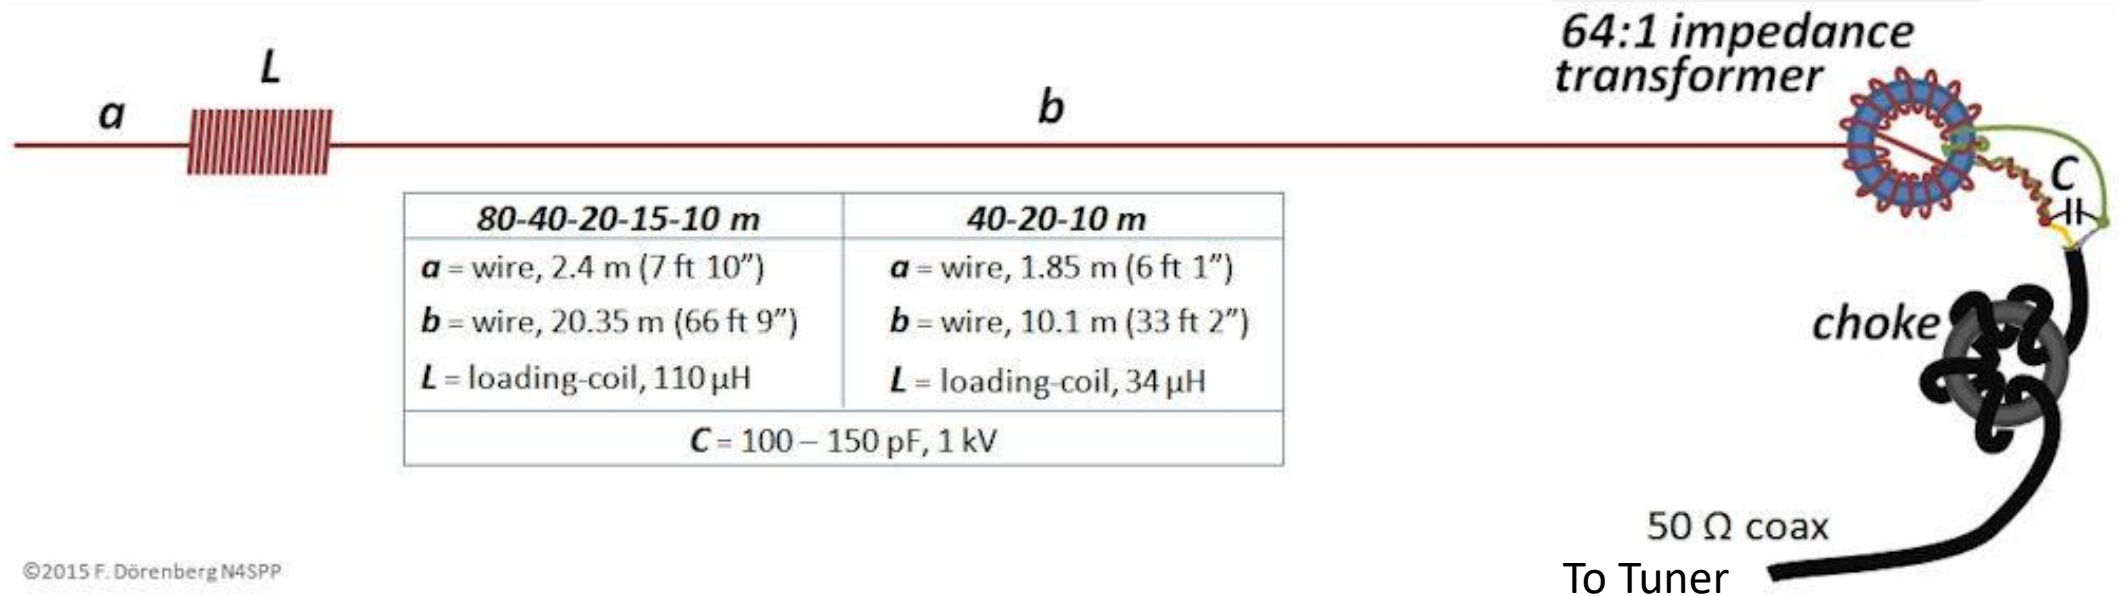 64:1 impedance
transformer
L
a
b
C
80-40-20-15-10 m
40-20-10 m
a = wire, 2.4 m (7 ft 10”)
a = wire, 1.85 m (6 ft 1”)
b = wire, 20.35 m (66 ft 9”)
b = wire, 10.1 m (33 ft 2”)
L = loading-coil, 110 µH
L = loading-coil, 34 µH
C = 100 – 150 pF, 1 kV
choke
50 Ω coax
To Tuner
©2015 F. Dörenberg N4SPP